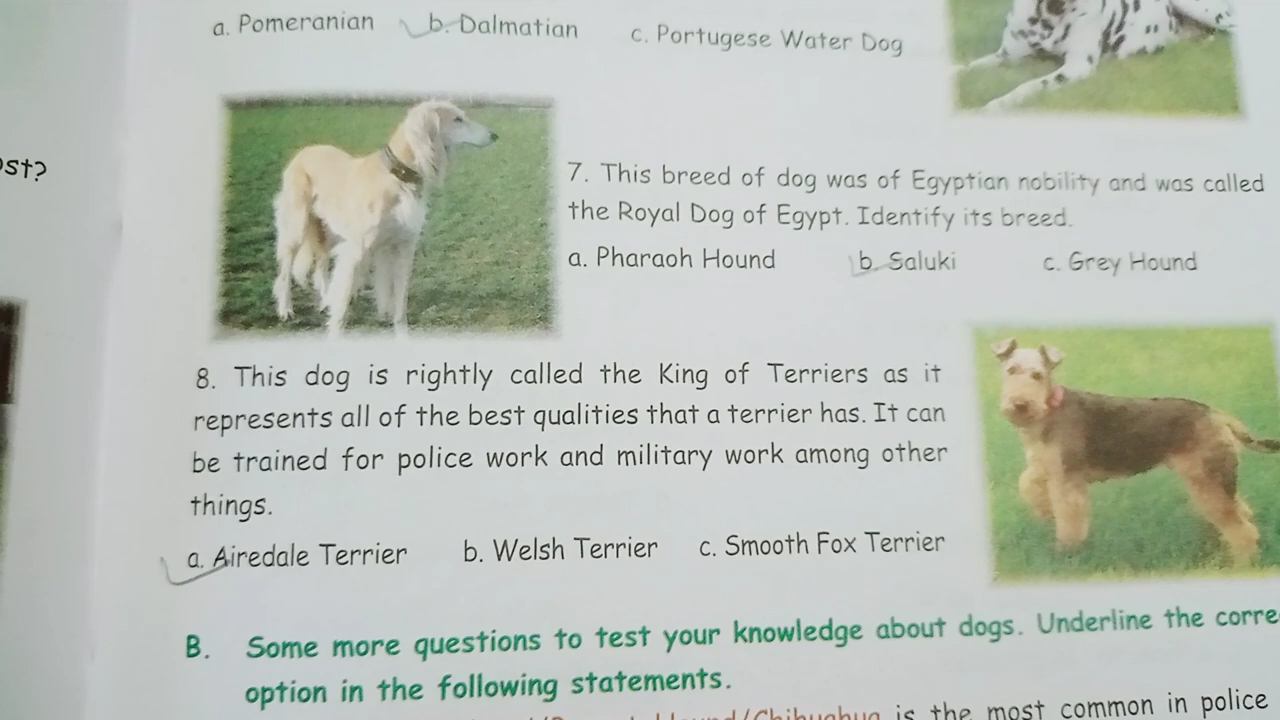 a. Pomeranian b. Dalmatian c. Portugese Water Dog
ost?
7. This breed of dog was of Egyptian nobility and was called
the Royal Dog of Egypt. Identify its breed.
a. Pharaoh Hound b. Saluki c. Grey Hound
8. This dog is rightly called the King of Terriers as it
represents all of the best qualities that a terrier has. It can
be trained for police work and military work among other
things.
a. Airedale Terrier b. Welsh Terrier c. Smooth Fox Terrier
B. Some more questions to test your knowledge about dogs. Underline the corre
option in the following statements.
/Chihuahua is the most common in police